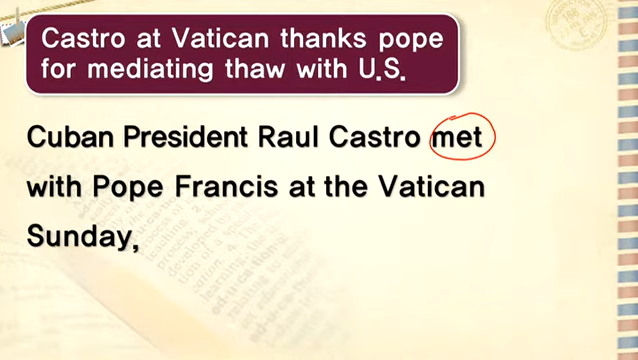 Castro at Vatican thanks pope
for mediating thaw with U.S.
Cuban President Raul Castro met
with Pope Francis at the Vatican
Sunday,